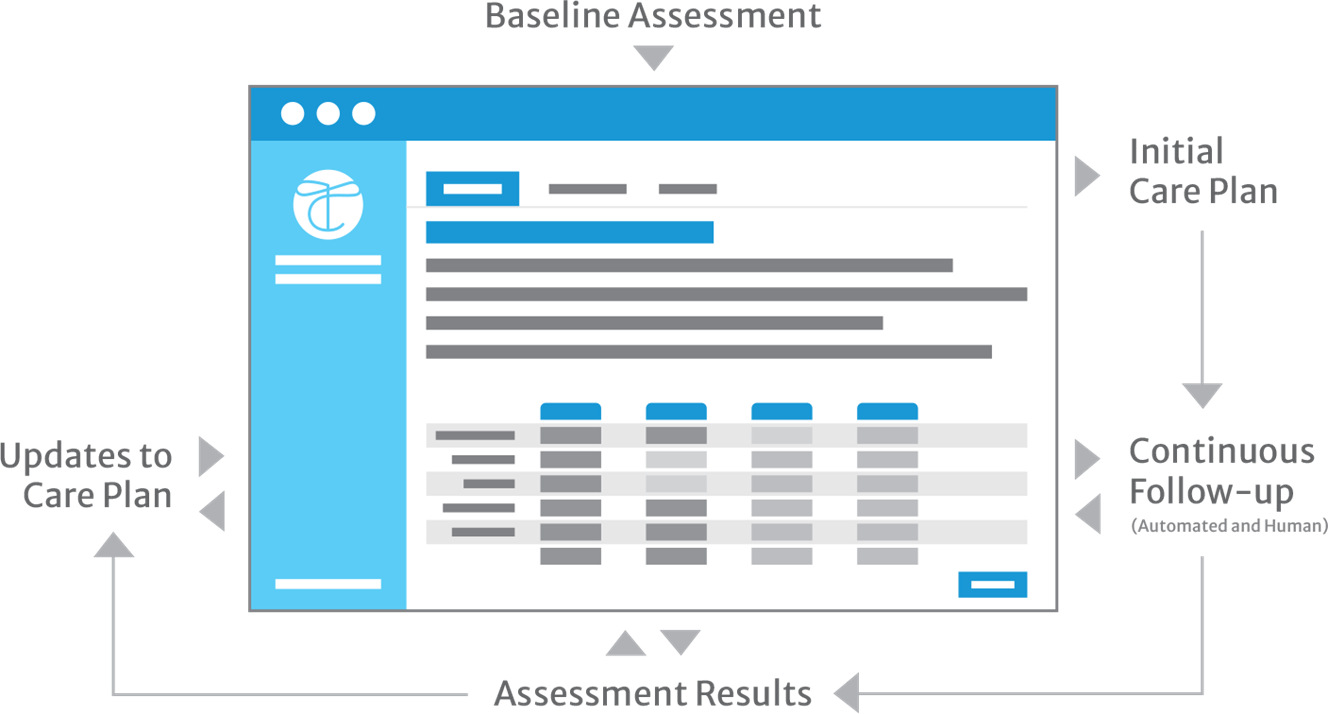 Baseline Assessment
Initial
Care Plan
Updates to
Care Plan
Continuous
Follow-up
(Automated and Human)
Assessment Results